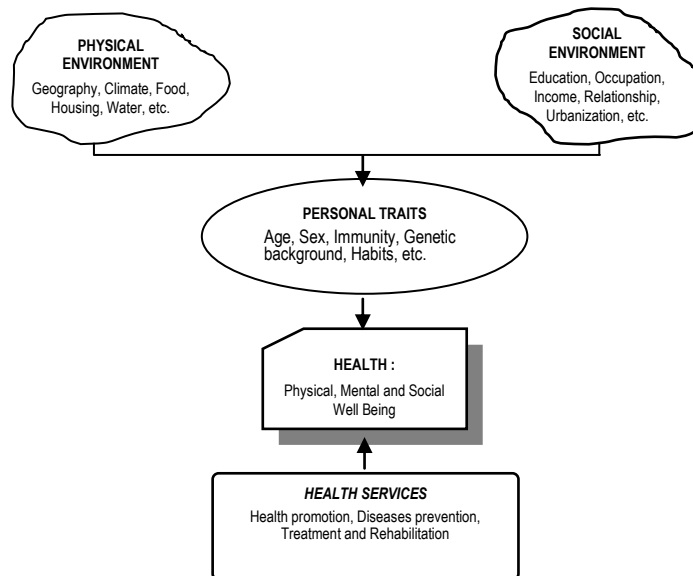 PHYSICAL
ENVIRONMENT
Geography, Climate, Food,
Housing, Water, etc.
SOCIAL
ENVIRONMENT
Education, Occupation,
Income, Relationship,
Urbanization, etc.
PERSONAL TRAITS
Age, Sex, Immunity, Genetic
background, Habits, etc.
HEALTH :
Physical, Mental and Social
Well Being
HEALTH SERVICES
Health promotion, Diseases prevention,
Treatment and Rehabilitation